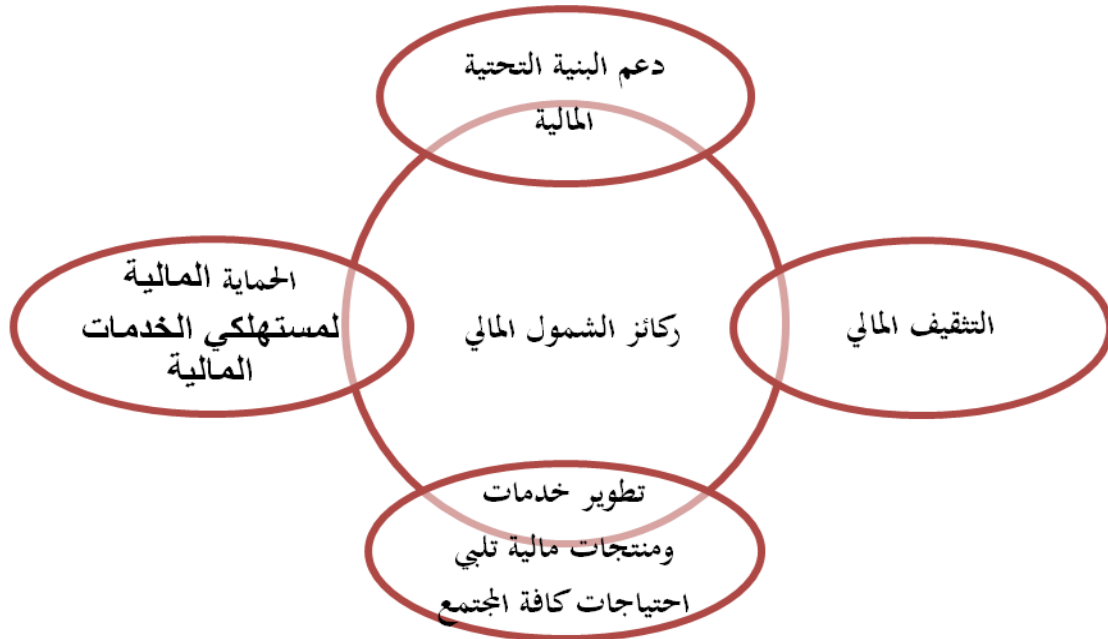 دعم البنية التحتية
المالية
التثقيف المالي
ركائز الشمول المالي
الحماية المالية
لمستهلكي الخدمات
المالية
تطوير خدمات
ومنتجات مالية تلبي
احتياجات كافة المجتمع